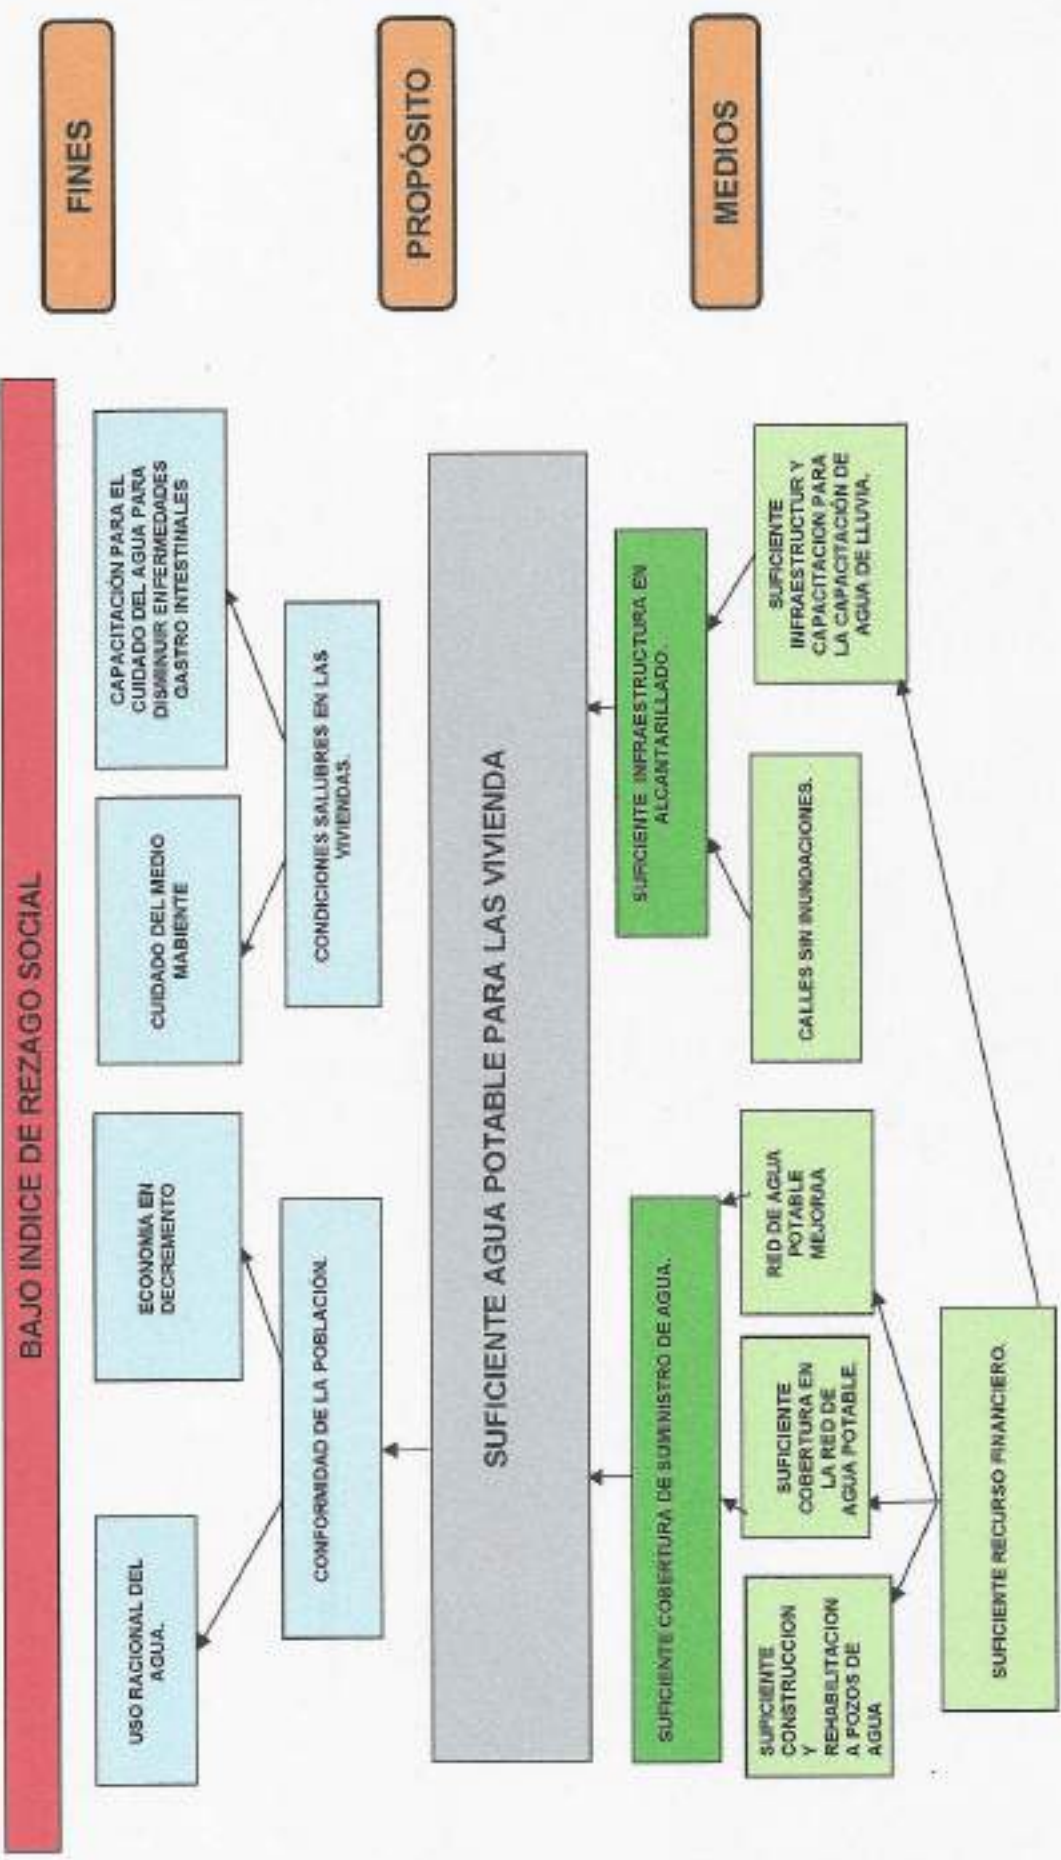 BAJO INDICE DE REZAGO SOCIAL
FINES
USO RACIONAL DEL
AGUA.
ECONOMIA EN
DECREMENTO
CUIDADO DEL MEDIO
MABIENTE
CAPACITACION PARA EL
CUIDADO DEL AGUA PARA
DISMINUIR ENFERMEDADES
GASTRO INTESTINALES
CONFORMIDAD DE LA POBLACIÓN.
CONDICIONES SALUBRES EN LAS
VIVIENDAS.
PROPÓSITO
SUFICIENTE AGUA POTABLE PARA LAS VIVIENDA
MEDIOS
SUFICIENTE COBERTURA DE SUMINISTRO DE AGUA.
SUFICIENTE INFRAESTRUCTURA EN
ALCANTARILLADO.
SUFICIENTE
CONSTRUCCION
Y
REHABILITACION
A POZOS DE
AGUA
SUFICIENTE
COBERTURA EN
LA RED DE
AGUA POTABLE.
RED DE AGUA
POTABLE
MEJORAA
CALLES SIN INUNDACIONES.
SUFICIENTE
INFRAESTRUCTUR Y
CAPACITACION PARA
LA CAPACITACIÓN DE
AGUA DE LLUVIA.
SUFICIENTE RECURSO FINANCIERO.